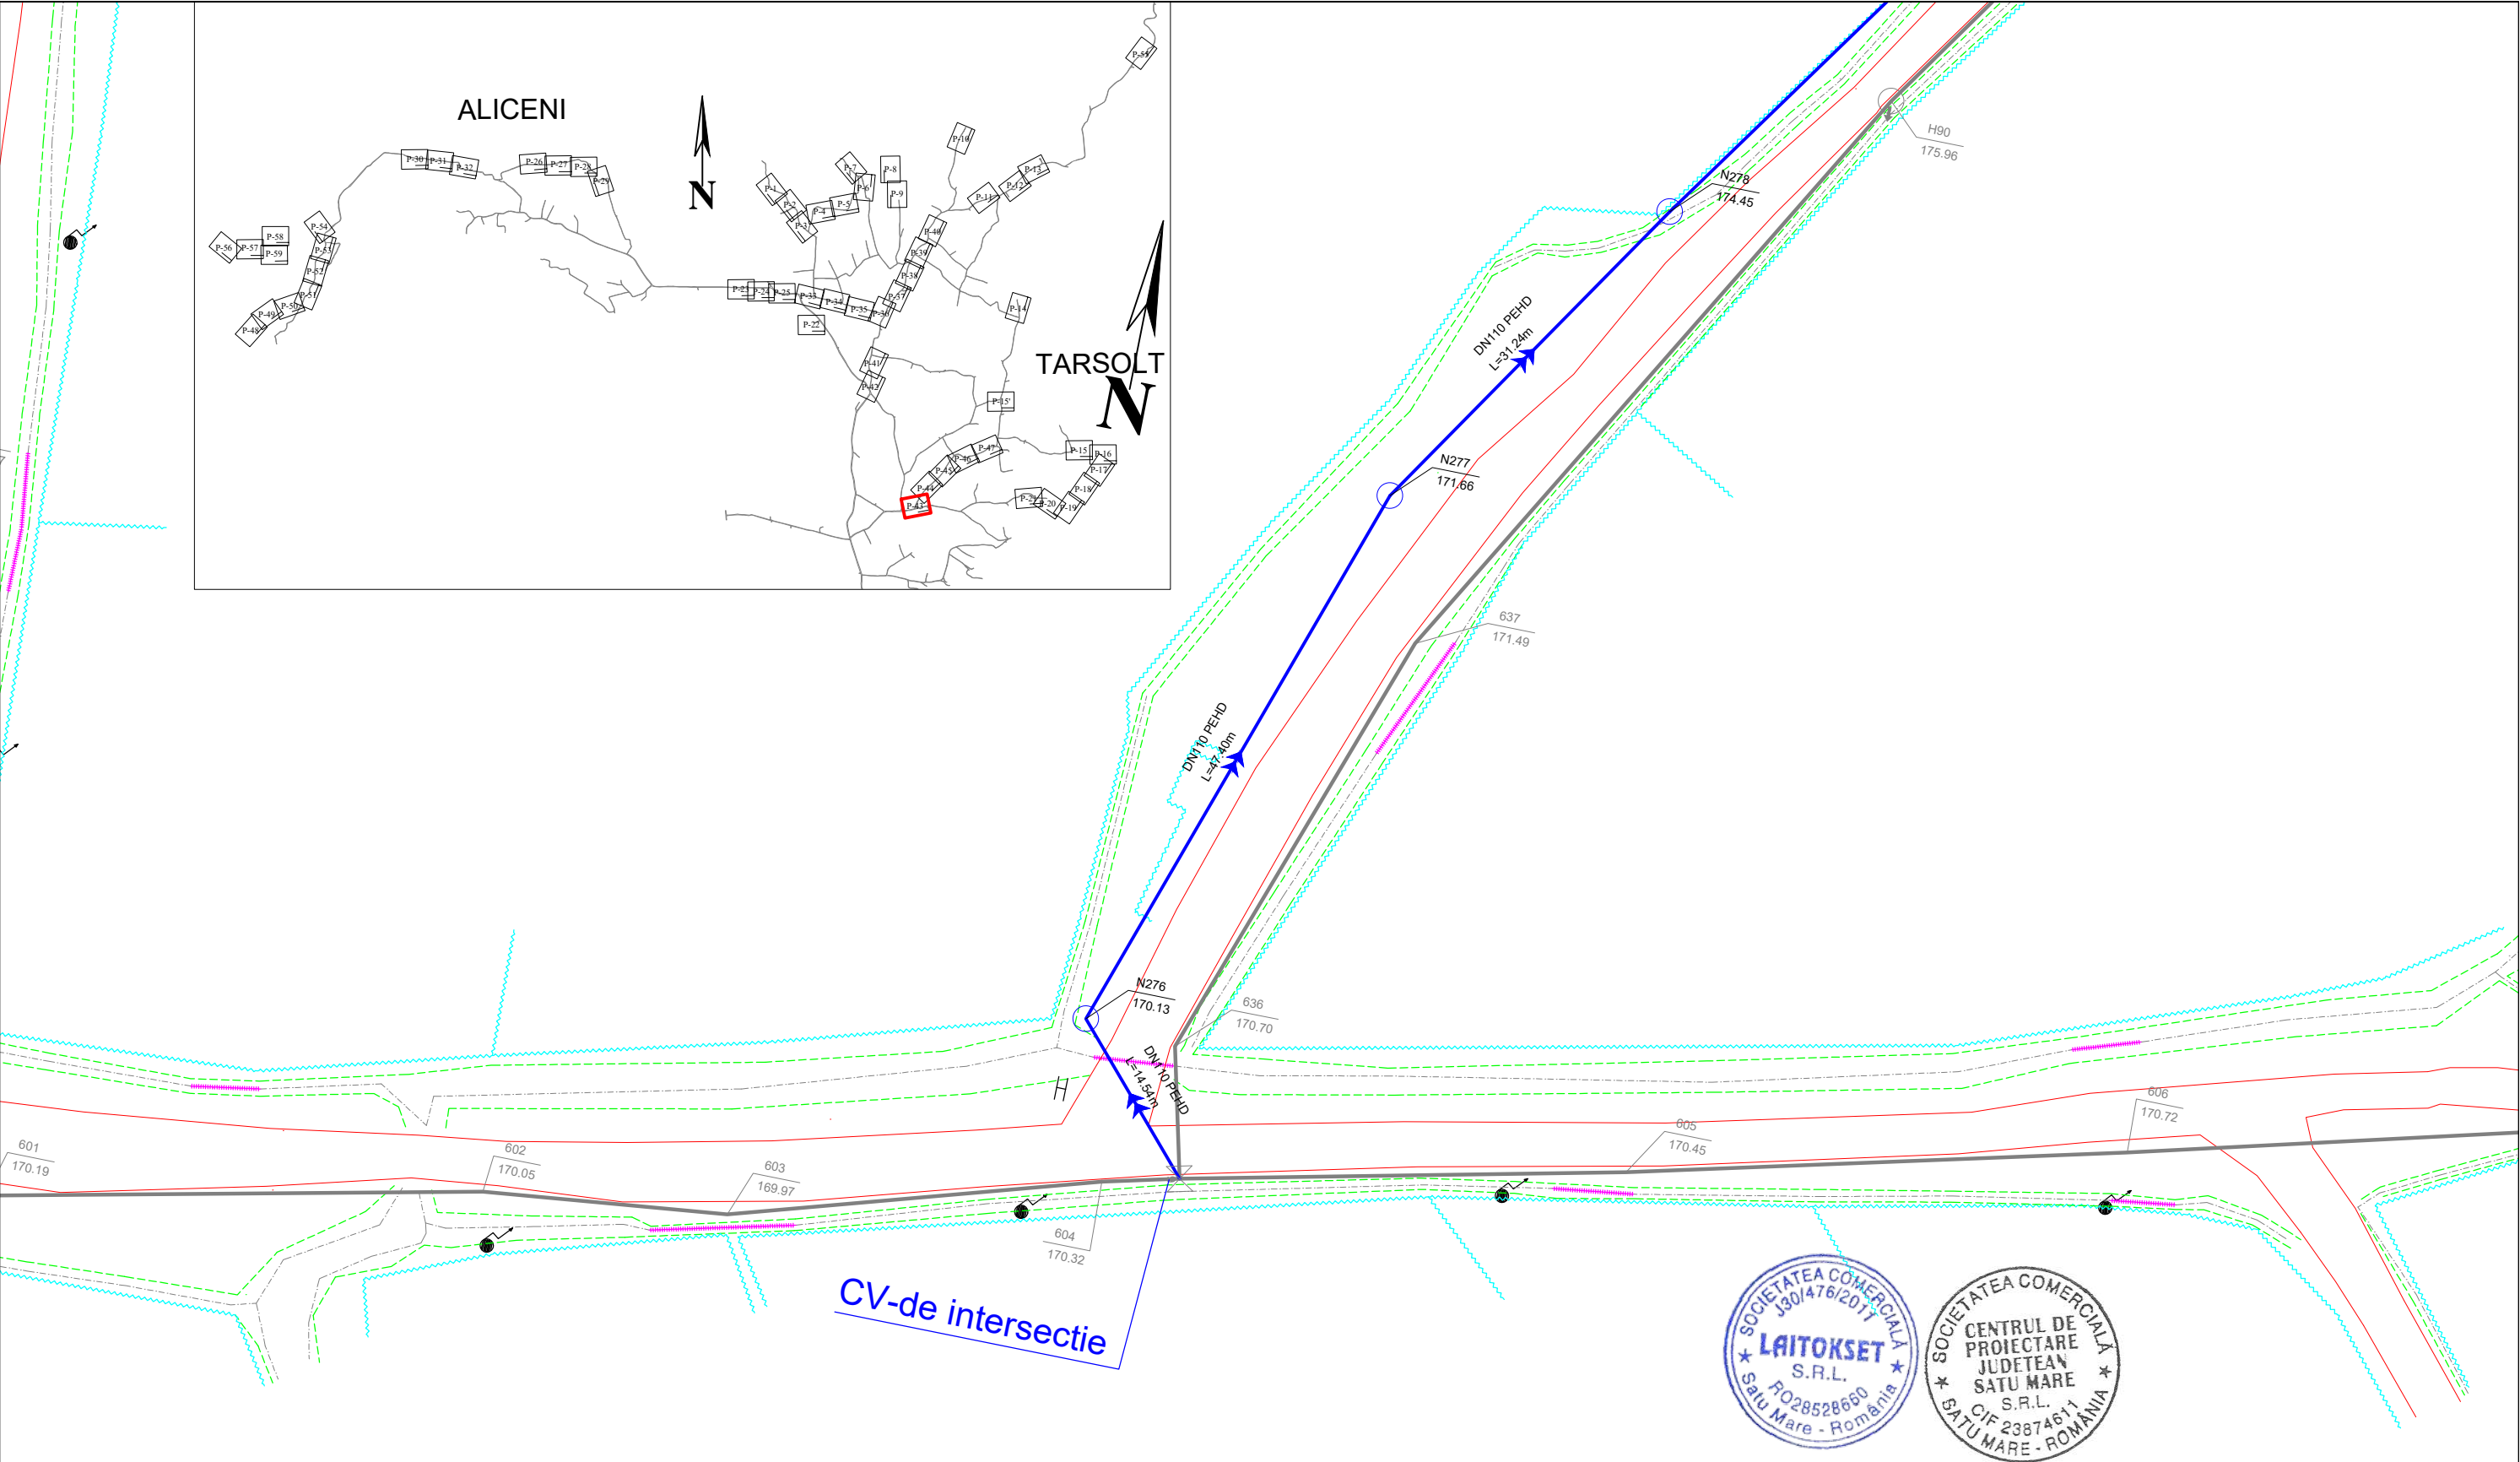 ALICENI
N
P-55
P-10
P-30
P-31
P-32
P-26
P-27
P-28
P-29
P-7
P-8
P-6
P-9
P-13
P-12
P-11
P-1
P-2
P-3
P-4
P-5
P-54
P-53
P-52
P-51
P-50
P-49
P-48
P-56
P-57
P-58
P-59
P-40
P-39
P-38
P-37
P-23
P-24
P-25
P-33
P-34
P-35
P-36
P-22
P-14
P-41
P-42
TARSOLT
N
P-15'
P-47
P-46
P-45
P-44
P-43
P-15
P-16
P-17
P-18
P-19
P-20
P-21
H90
175.96
N278
174.45
DN110 PEHD
L=31.24m
N277
171.66
637
171.49
DN110 PEHD
L=47.40m
N276
170.13
636
170.70
DN110 PEHD
L=14.54m
601
170.19
602
170.05
603
169.97
604
170.32
605
170.45
606
170.72
CV-de intersectie
SOCIETATEA COMERCIALĂ
J30/476/2011
LAITOKSET
S.R.L.
RO28528660
Satu Mare - România
SOCIETATEA COMERCIALĂ
CENTRUL DE
PROIECTARE
JUDETEAN
SATU MARE
S.R.L.
CIF 23874611
SATU MARE - ROMÂNIA